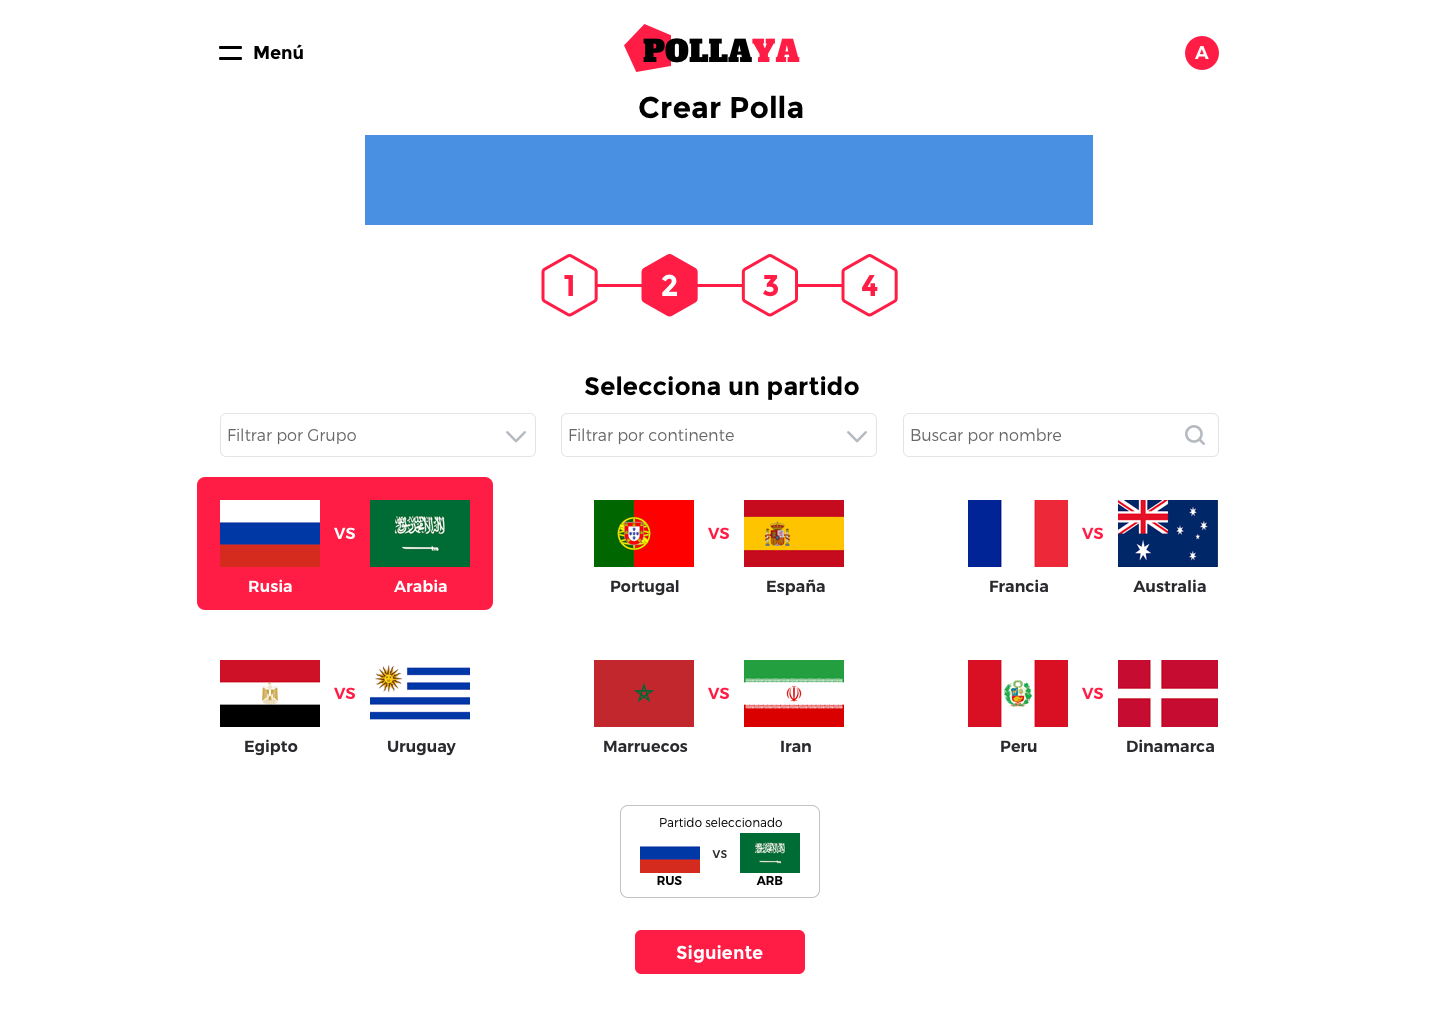 Menú
POLLAYA
A
Crear Polla
1 2 3 4
Selecciona un partido
Filtrar por Grupo
Filtrar por continente
Buscar por nombre
VS
VS
VS
Rusia Arabia
Portugal España
Francia Australia
VS
VS
VS
Egipto Uruguay
Marruecos Iran
Peru Dinamarca
Partido seleccionado
VS
RUS ARB
Siguiente